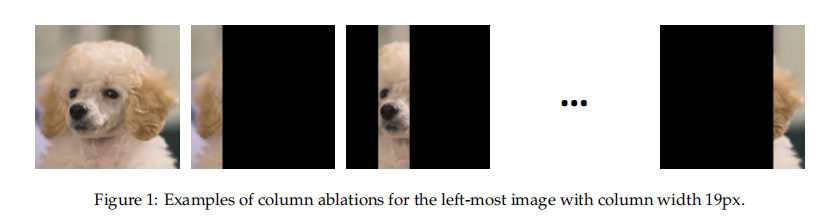 ...
Figure 1: Examples of column ablations for the left-most image with column width 19px.